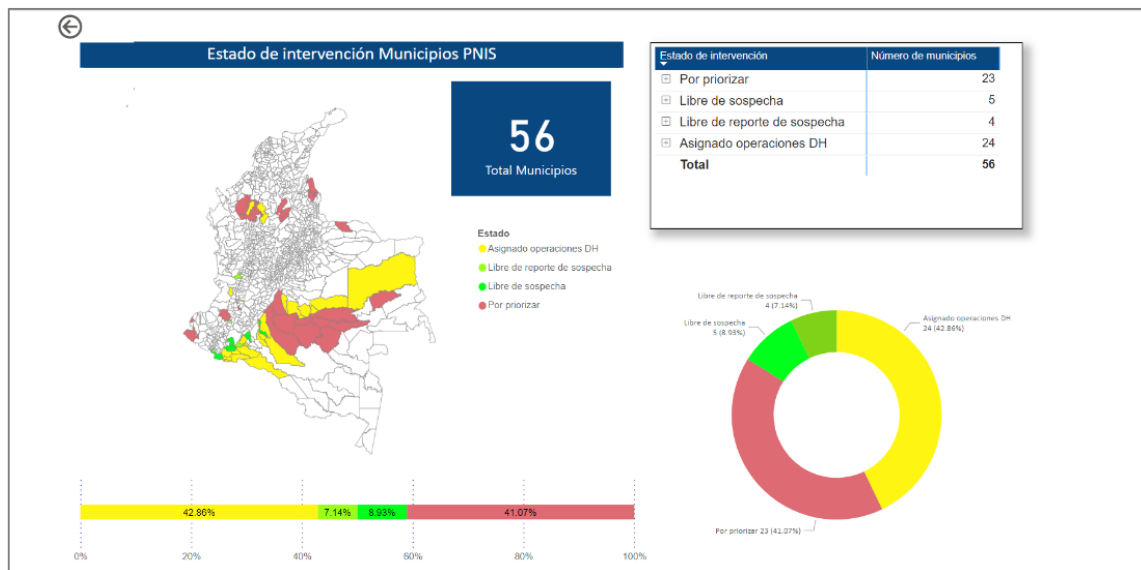 Estado de intervención Municipios PNIS
56
Total Municipios
Estado de intervención Número de municipios
Por priorizar 23
Libre de sospecha 5
Libre de reporte de sospecha 4
Asignado operaciones DH 24
Total 56
Estado
Asignado operaciones DH
Libre de reporte de sospecha
Libre de sospecha
Por priorizar
Libre de reporte de sospecha
4 (7.14%)
Libre de sospecha
5 (8.93%)
Asignado operaciones DH
24 (42.86%)
Por priorizar 23 (41.07%)
42.86% 7.14% 8.93% 41.07%
0% 20% 40% 60% 80% 100%